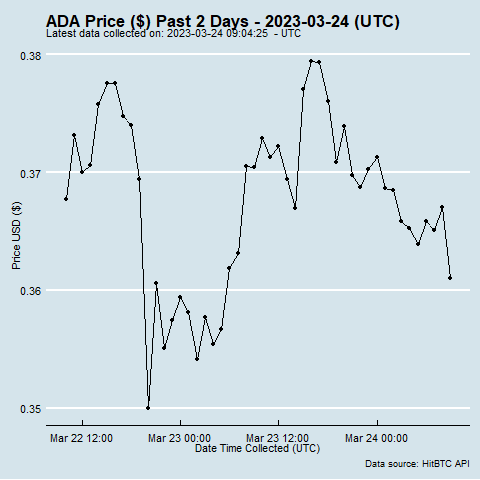 ADA Price ($) Past 2 Days - 2023-03-24 (UTC)
Latest data collected on: 2023-03-24 09:04:25 - UTC
0.38
0.37
0.36
0.35
Price USD ($)
Mar 22 12:00 Mar 23 00:00 Mar 23 12:00 Mar 24 00:00
Date Time Collected (UTC)
Data source: HitBTC API